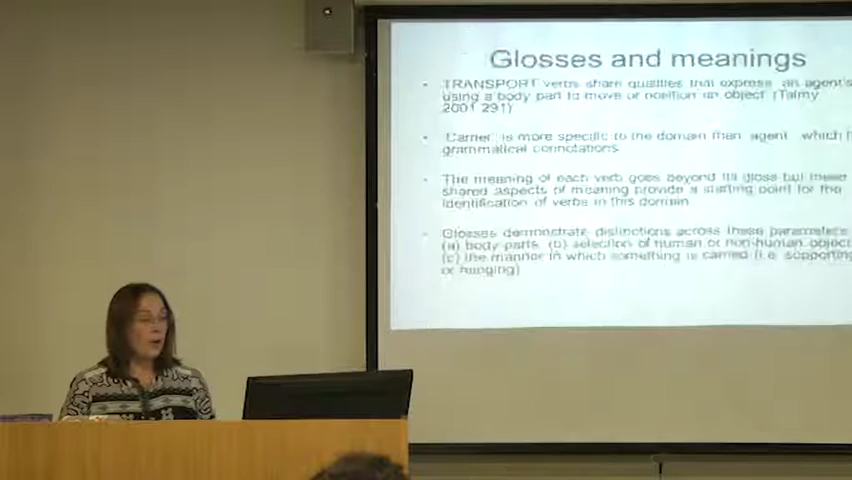 Glosses and meanings
• TRANSPORT verbs share qualities that express an agent's
using a body part to move or position an object (Talmy
2001 291)
• 'Carrier' is more specific to the domain than agent which
grammatical connotations
• The meaning of each verb goes beyond its gloss but these
shared aspects of meaning provide a starting point for the
identification of verbs in this domain
• Glosses demonstrate distinctions across these parameters
(a) body parts (b) selection of human or non-human object
(c) the manner in which something is carried (i.e. supporting
or hanging)